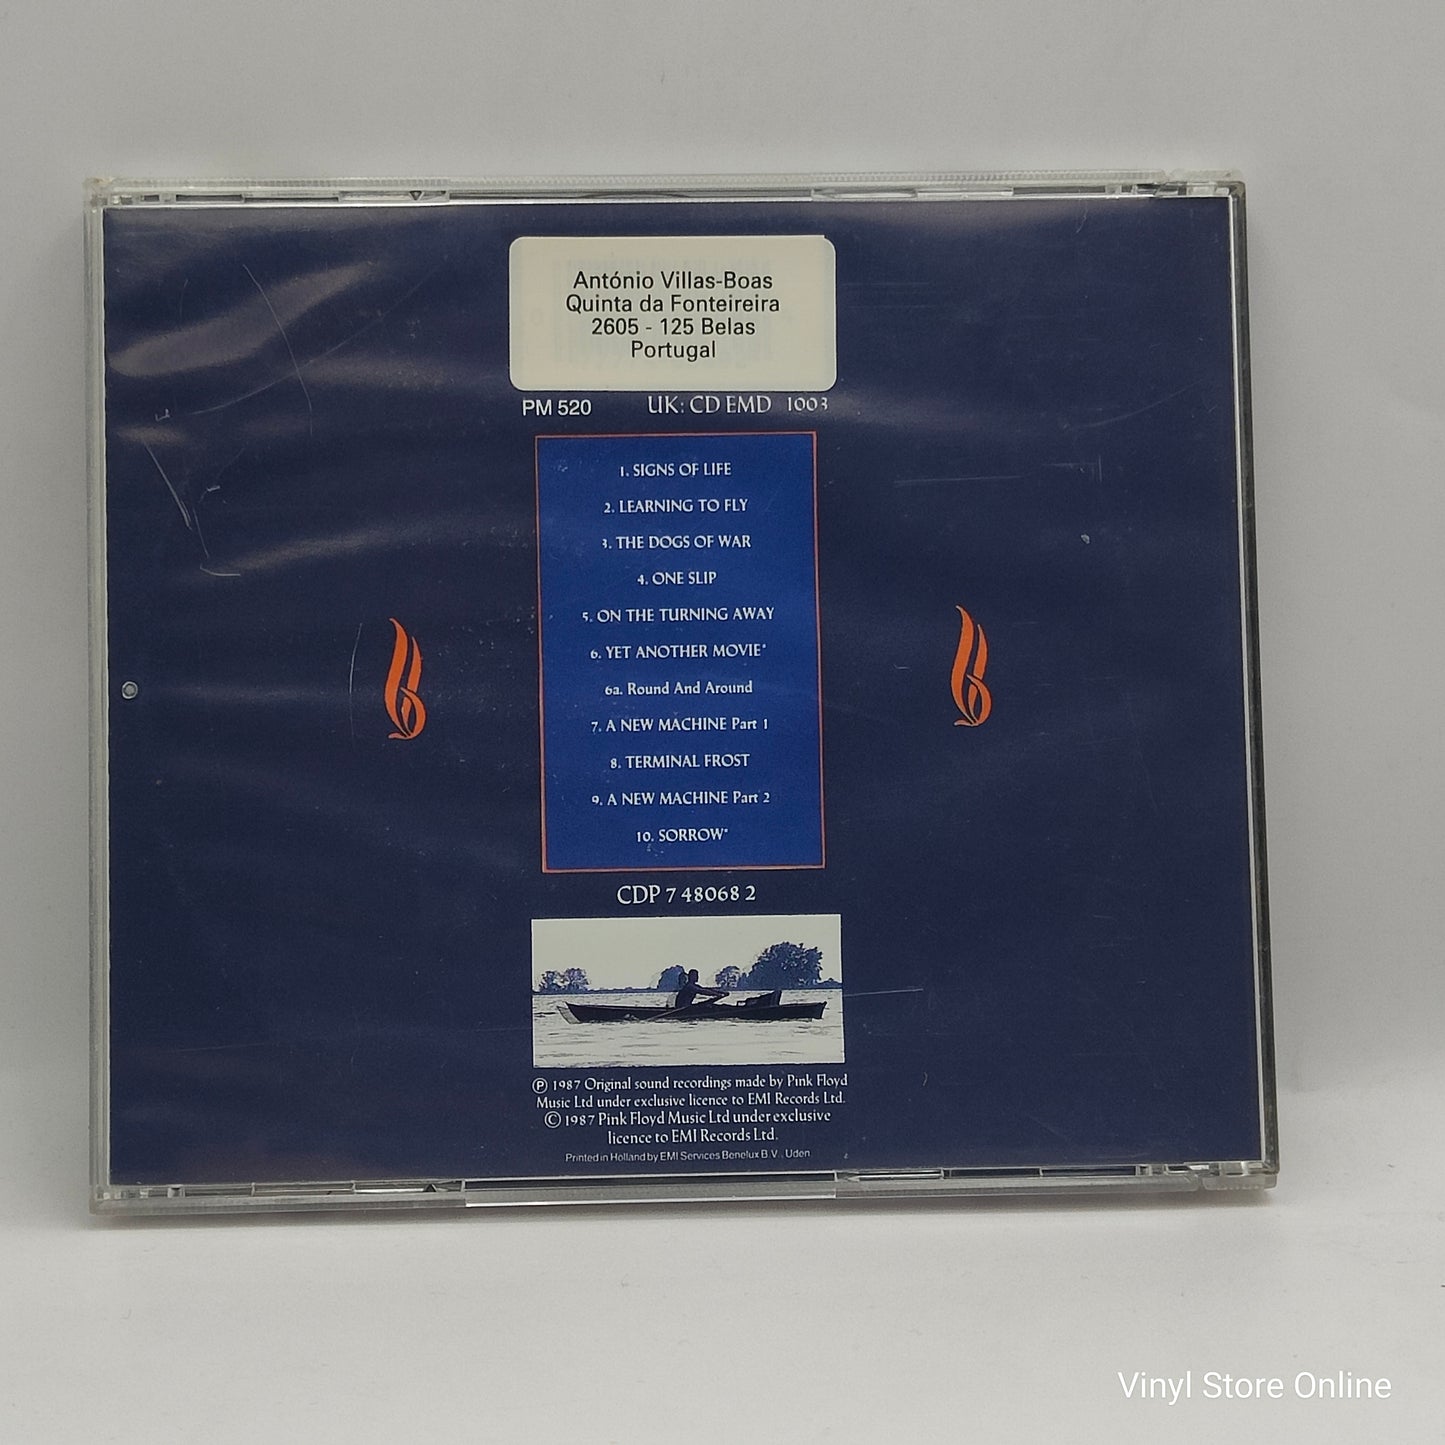 António Villas-Boas
Quinta da Fonteireira
2605 - 125 Belas
Portugal
PM 520 UK: CD EMD 1003
1. SIGNS OF LIFE
2. LEARNING TO FLY
3. THE DOGS OF WAR
4. ONE SLIP
5. ON THE TURNING AWAY
6. YET ANOTHER MOVIE*
6a. Round And Around
7. A NEW MACHINE Part 1
8. TERMINAL FROST
9. A NEW MACHINE Part 2
10. SORROW*
CDP 7 48068 2
Ⓟ 1987 Original sound recordings made by Pink Floyd
Music Ltd under exclusive licence to EMI Records Ltd.
© 1987 Pink Floyd Music Ltd under exclusive
licence to EMI Records Ltd.
Printed in Holland by EMI Services Benelux B.V., Uden
Vinyl Store Online